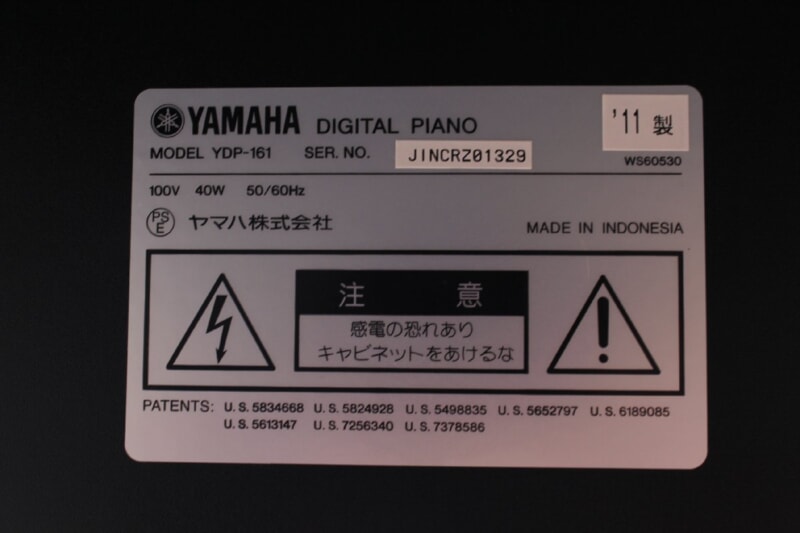 YAMAHA DIGITAL PIANO
'11 製
MODEL YDP-161 SER. NO. JINCRZ01329
WS60530
100V 40W 50/60Hz
PSE ヤマハ株式会社
MADE IN INDONESIA
注意
感電の恐れあり
キャビネットをあけるな
PATENTS: U. S. 5834668 U. S. 5824928 U. S. 5498835 U. S. 5652797 U. S. 6189085
U. S. 5613147 U. S. 7256340 U. S. 7378586